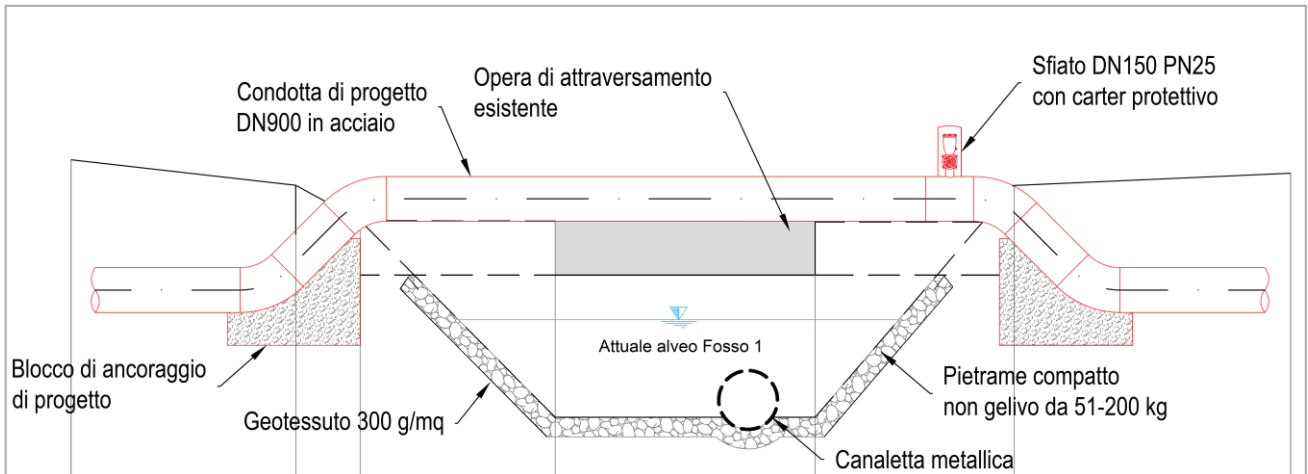 Condotta di progetto
DN900 in acciaio
Opera di attraversamento
esistente
Sfiato DN150 PN25
con carter protettivo
Attuale alveo Fosso 1
Blocco di ancoraggio
di progetto
Geotessuto 300 g/mq
Pietrame compatto
non gelivo da 51-200 kg
Canaletta metallica